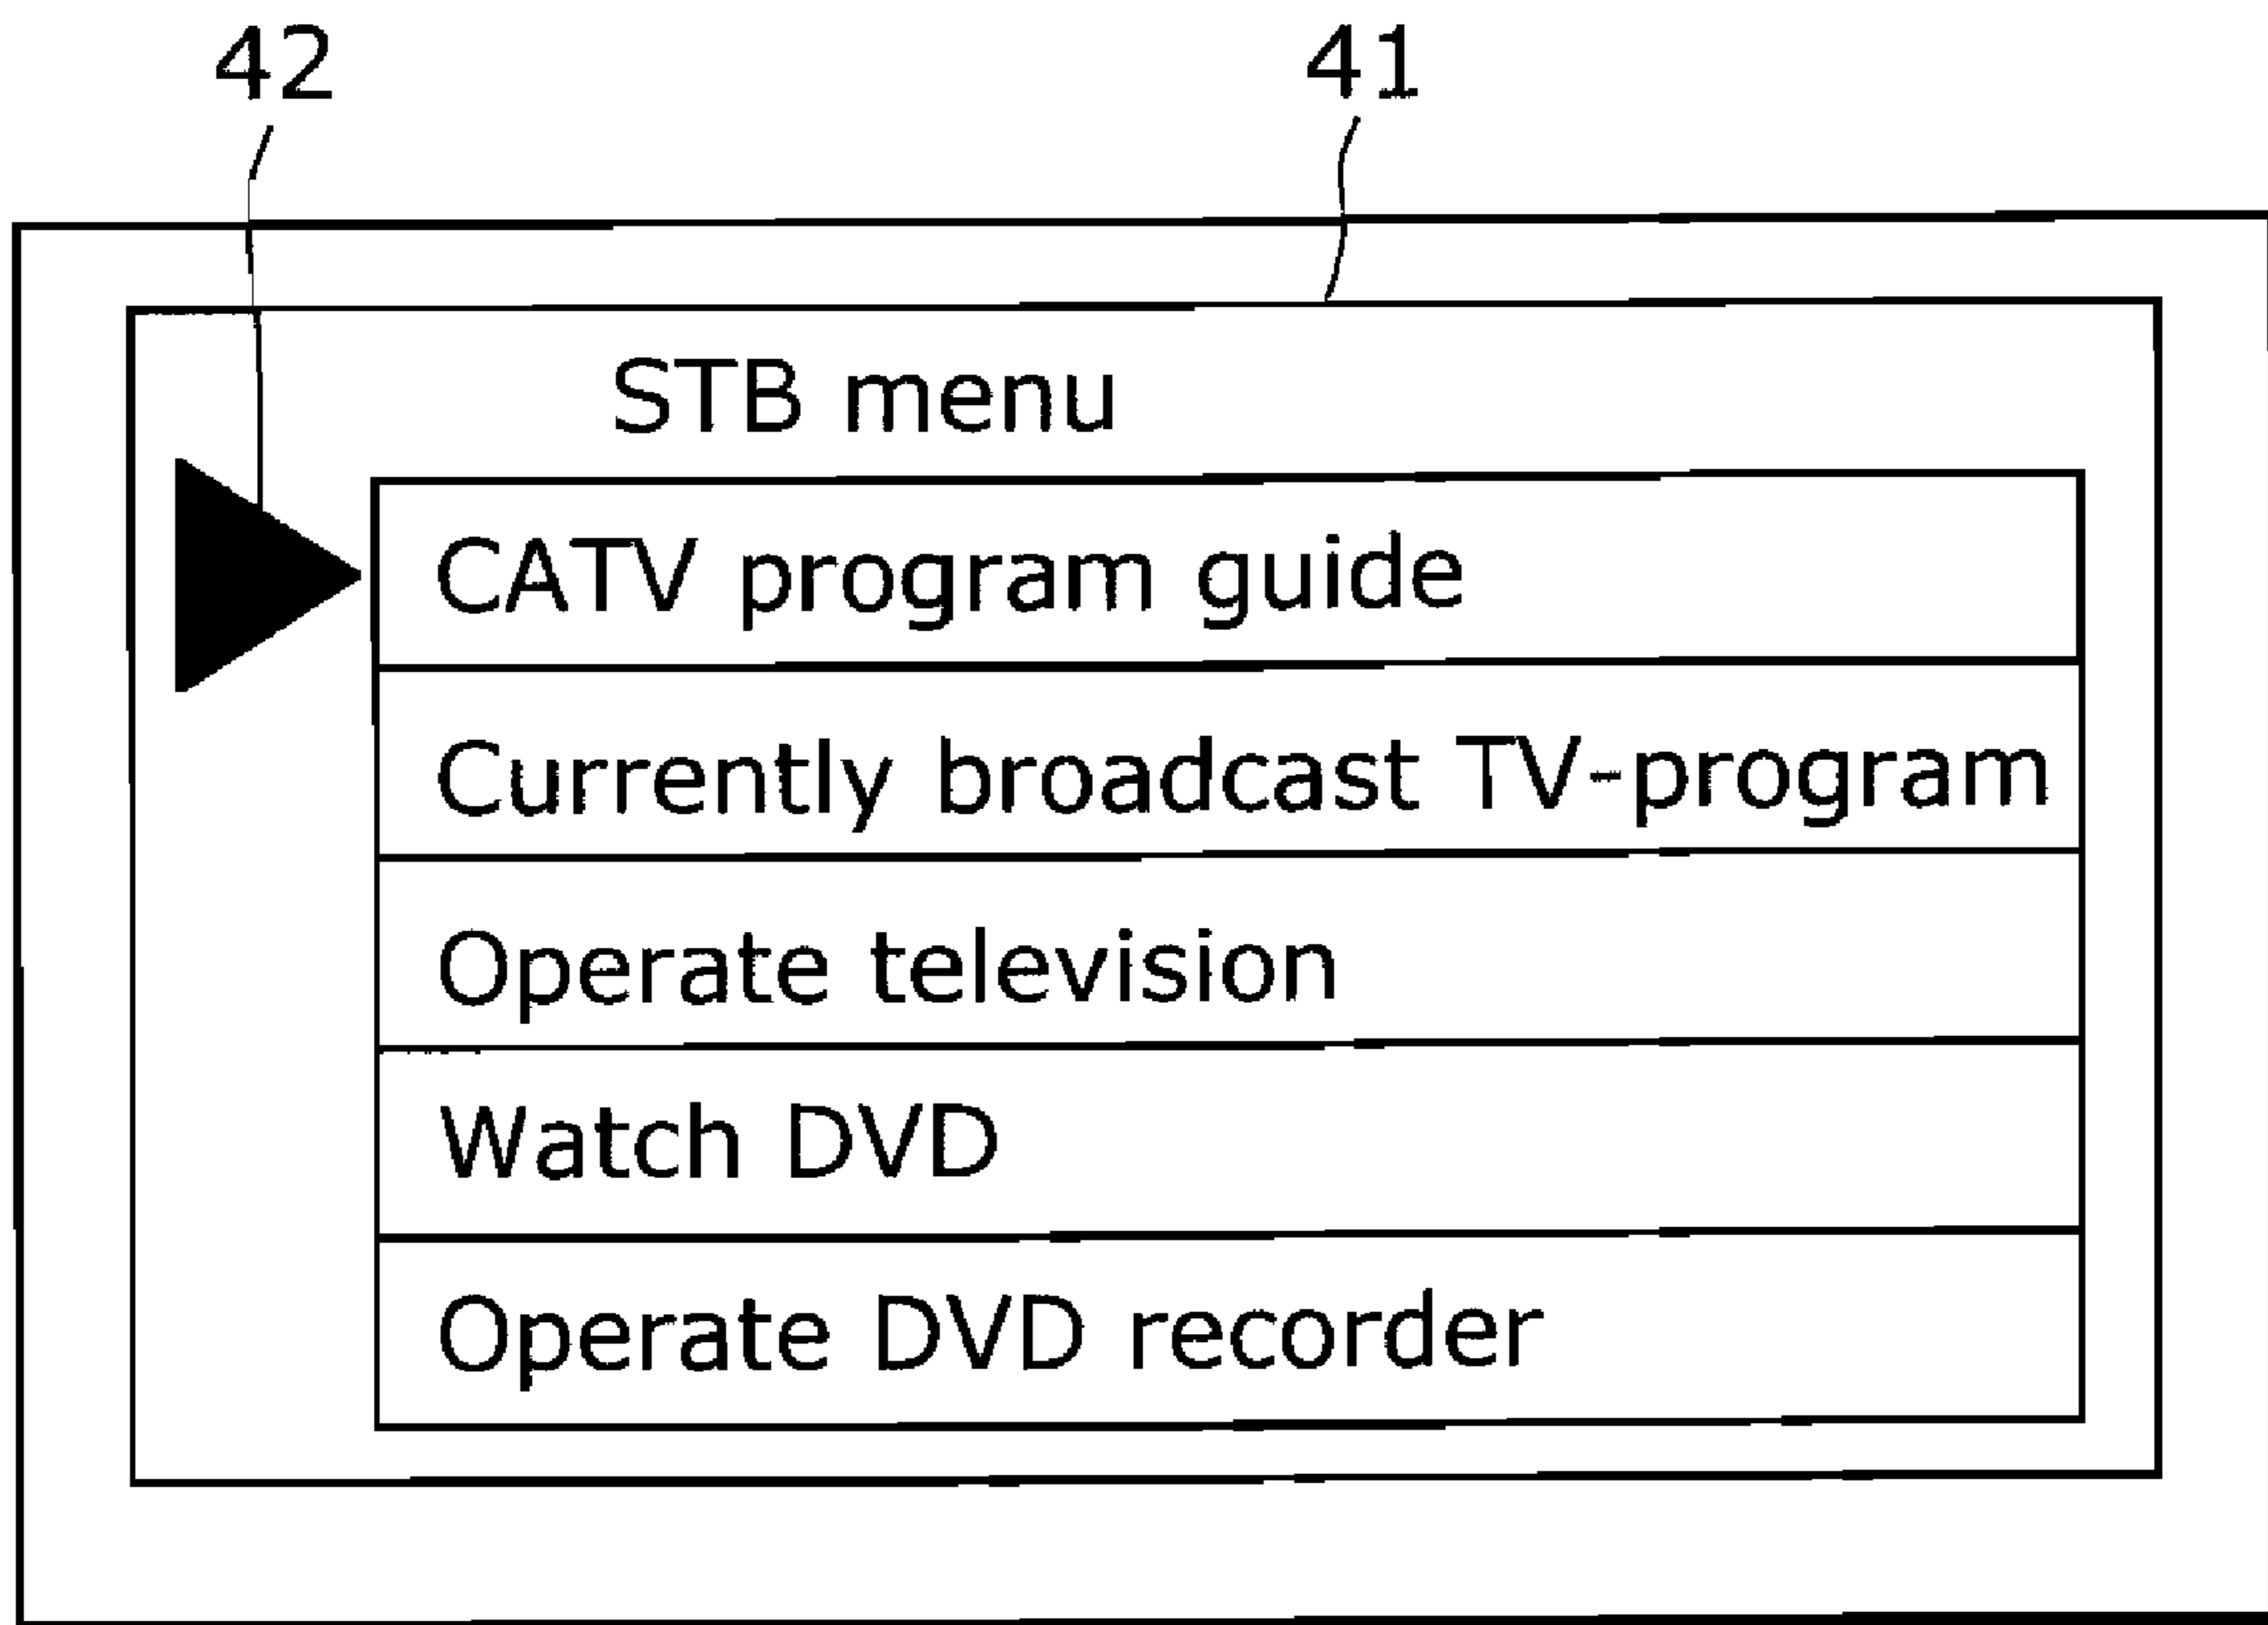 42 41
STB menu
CATV program guide
Currently broadcast TV-program
Operate television
Watch DVD
Operate DVD recorder